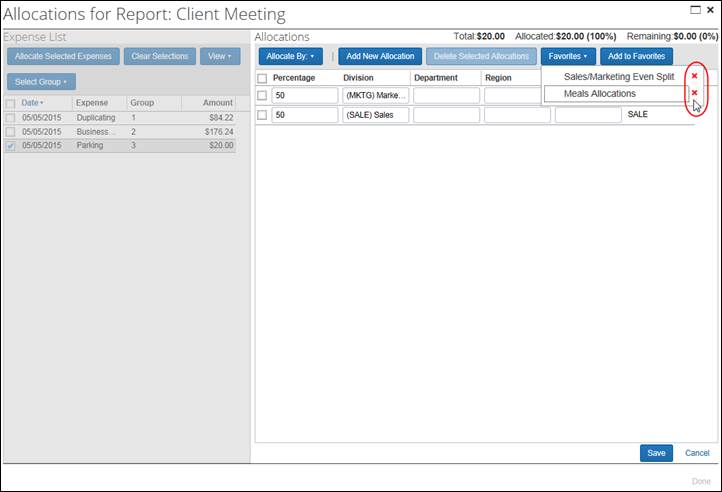 Allocations for Report: Client Meeting
Expense List
Allocate Selected Expenses Clear Selections View
Select Group
Date Expense Group Amount
05/05/2015 Duplicating 1 $84.22
05/05/2015 Business... 2 $176.24
05/05/2015 Parking 3 $20.00
Allocations Total:$20.00 Allocated:$20.00 (100%) Remaining:$0.00 (0%)
Allocate By: Add New Allocation Delete Selected Allocations Favorites Add to Favorites
Sales/Marketing Even Split
Meals Allocations
Percentage Division Department Region
50 (MKTG) Marke...
50 (SALE) Sales SALE
Save Cancel
Done